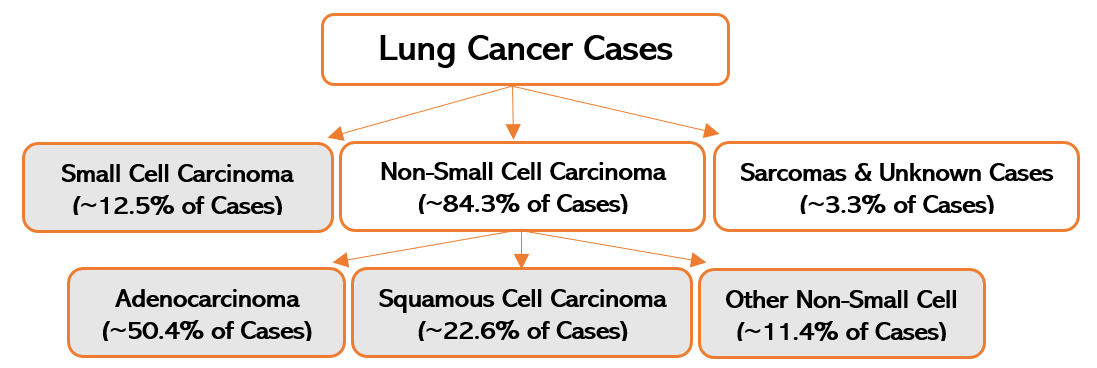 Lung Cancer Cases
Small Cell Carcinoma
(~12.5% of Cases)
Non-Small Cell Carcinoma
(~84.3% of Cases)
Sarcomas & Unknown Cases
(~3.3% of Cases)
Adenocarcinoma
(~50.4% of Cases)
Squamous Cell Carcinoma
(~22.6% of Cases)
Other Non-Small Cell
(~11.4% of Cases)